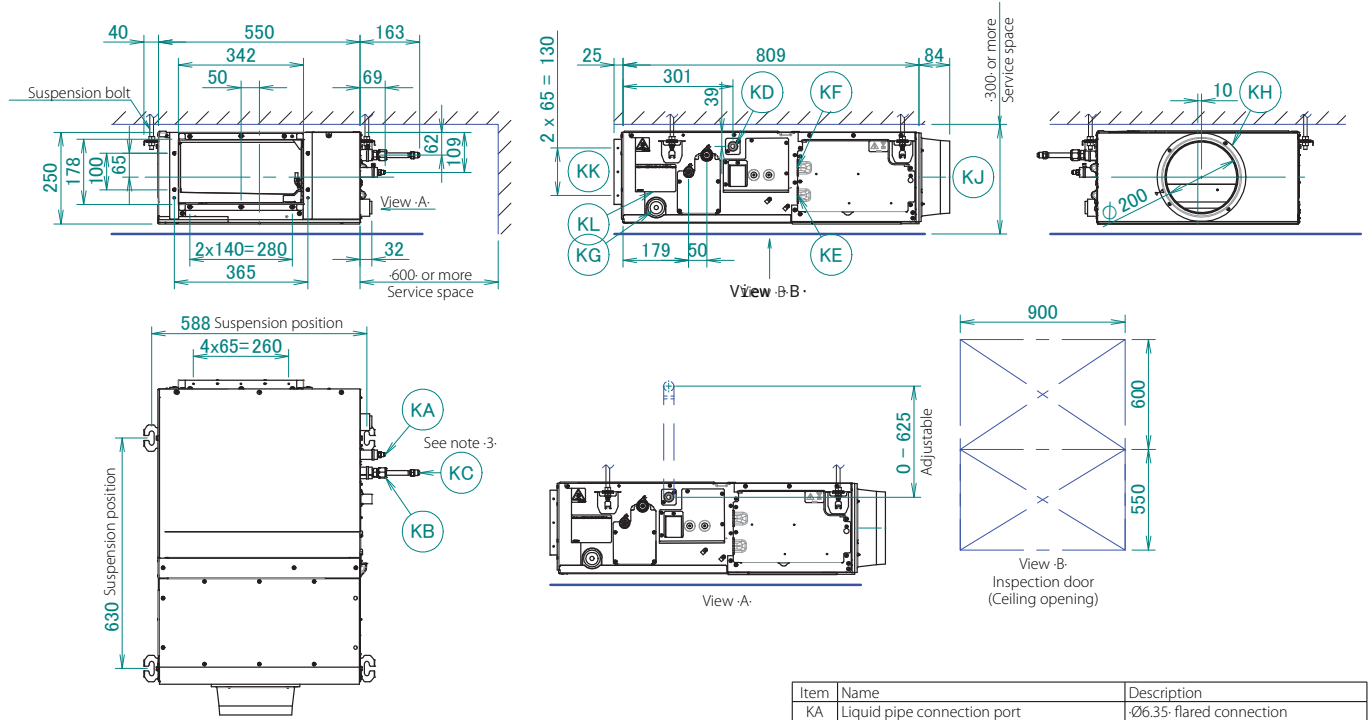 40 550 163
342
50 69
Suspension bolt
250 178 100 65
62 109
View ·A·
2x140=280 32
365
·600· or more
Service space
25 809 84
301
2 x 65 = 130
39
KD KF
·300· or more
Service space
KK KJ
KL
KG KE
179 50
View ·B·
10 KH
Ø 200
588 Suspension position
4x65=260
KA
See note ·3·
KC
KB
630 Suspension position
0 – 625
Adjustable
View ·A·
900
600
550
View ·B·
Inspection door
(Ceiling opening)
Item Name Description
KA Liquid pipe connection port ·Ø6.35· flared connection